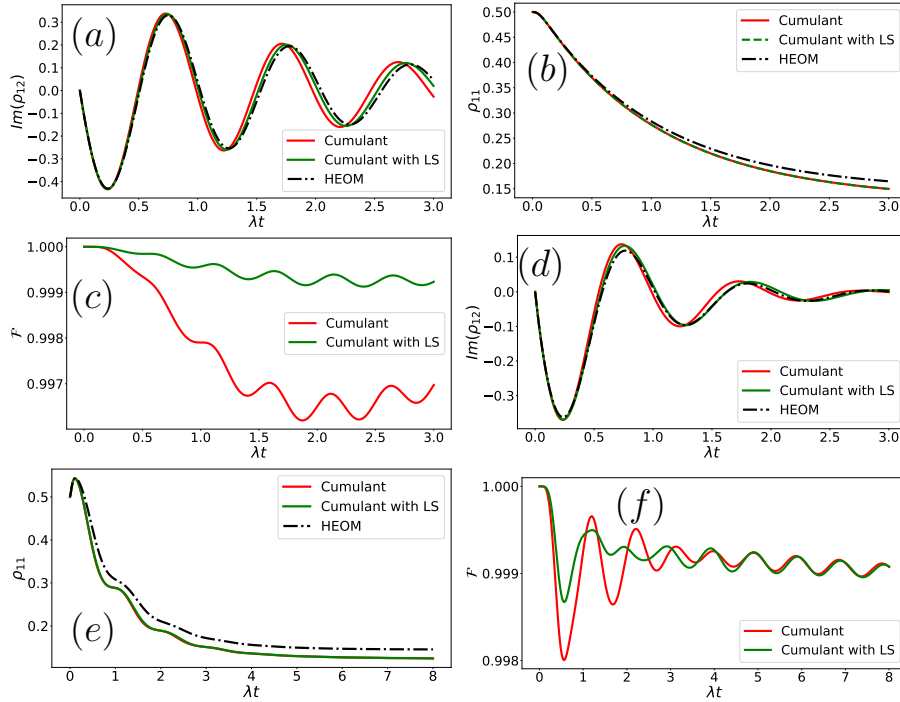 (a)
0.3
0.2
0.1
0.0
−0.1
−0.2
−0.3
−0.4
Im(ρ12)
Cumulant
Cumulant with LS
HEOM
0.0 0.5 1.0 1.5 2.0 2.5 3.0
λt
(b)
0.50
0.45
0.40
0.35
0.30
0.25
0.20
0.15
ρ11
Cumulant
Cumulant with LS
HEOM
0.0 0.5 1.0 1.5 2.0 2.5 3.0
λt
(c)
1.000
0.999
0.998
0.997
F
Cumulant
Cumulant with LS
0.0 0.5 1.0 1.5 2.0 2.5 3.0
λt
(d)
0.1
0.0
−0.1
−0.2
−0.3
Im(ρ12)
Cumulant
Cumulant with LS
HEOM
0.0 0.5 1.0 1.5 2.0 2.5 3.0
λt
(e)
0.5
0.4
0.3
0.2
ρ11
Cumulant
Cumulant with LS
HEOM
0 1 2 3 4 5 6 7 8
λt
(f)
1.000
0.999
0.998
F
Cumulant
Cumulant with LS
0 1 2 3 4 5 6 7 8
λt